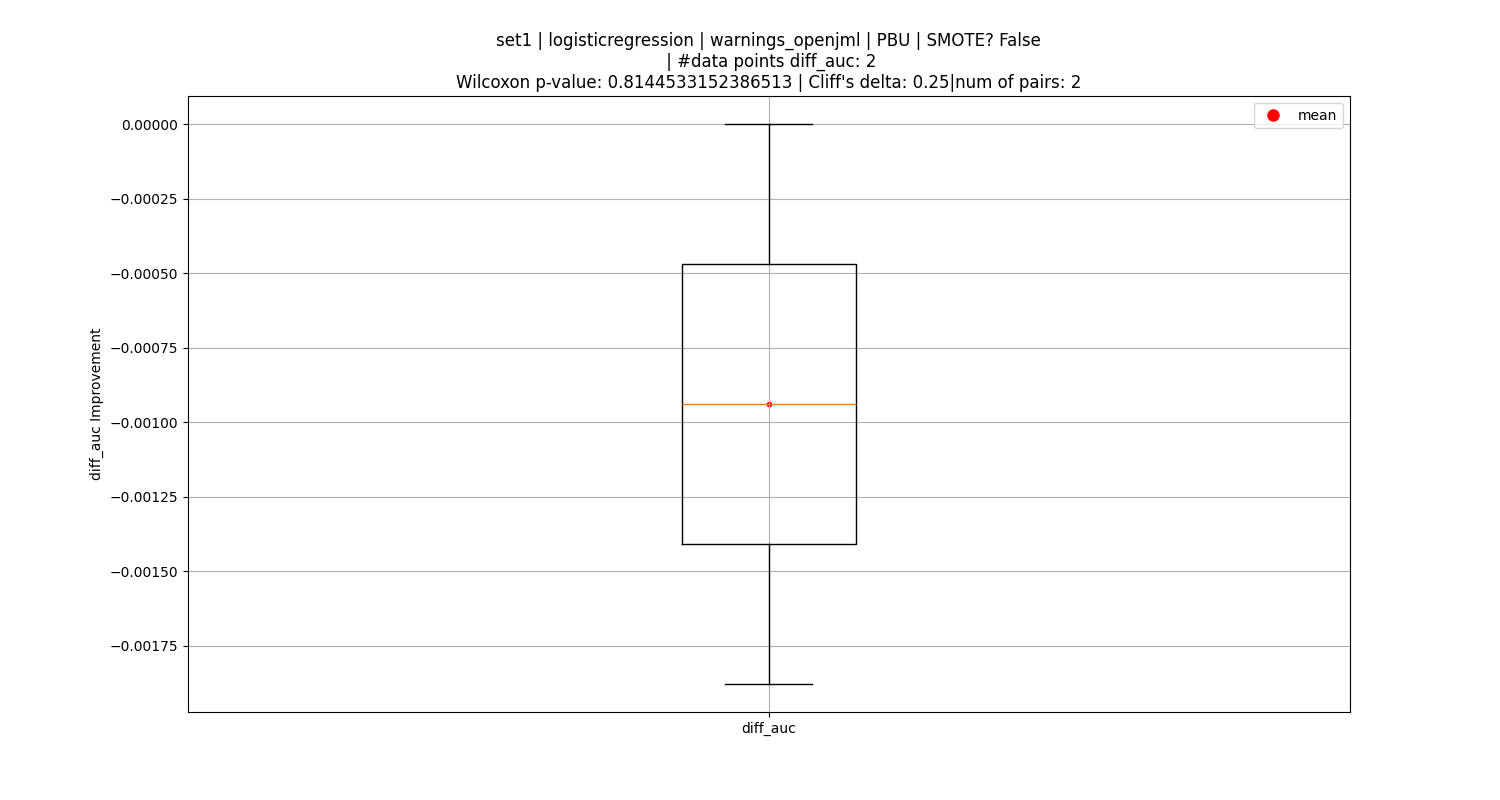 set1 | logisticregression | warnings_openjml | PBU | SMOTE? False
| #data points diff_auc: 2
Wilcoxon p-value: 0.8144533152386513 | Cliff's delta: 0.25|num of pairs: 2
mean
0.00000
−0.00025
−0.00050
−0.00075
−0.00100
−0.00125
−0.00150
−0.00175
diff_auc Improvement
diff_auc